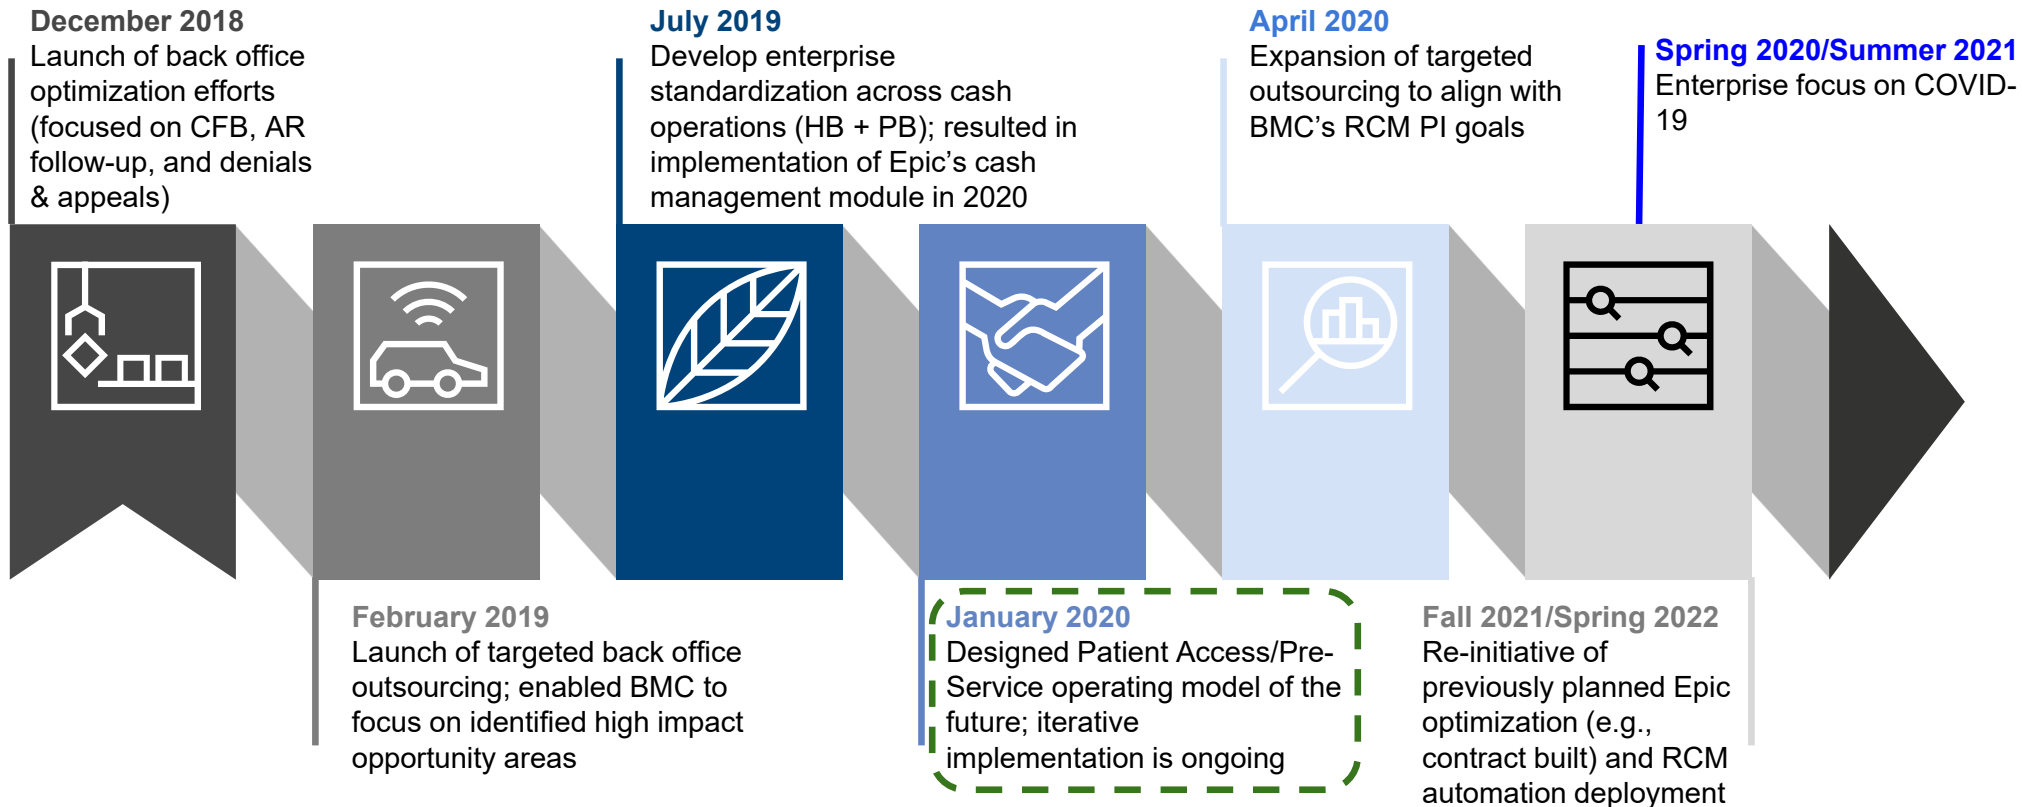 December 2018
Launch of back office
optimization efforts
(focused on CFB, AR
follow-up, and denials
& appeals)
July 2019
Develop enterprise
standardization across cash
operations (HB + PB); resulted in
implementation of Epic’s cash
management module in 2020
April 2020
Expansion of targeted
outsourcing to align with
BMC’s RCM PI goals
Spring 2020/Summer 2021
Enterprise focus on COVID-
19
February 2019
Launch of targeted back office
outsourcing; enabled BMC to
focus on identified high impact
opportunity areas
January 2020
Designed Patient Access/Pre-
Service operating model of the
future; iterative
implementation is ongoing
Fall 2021/Spring 2022
Re-initiative of
previously planned Epic
optimization (e.g.,
contract built) and RCM
automation deployment